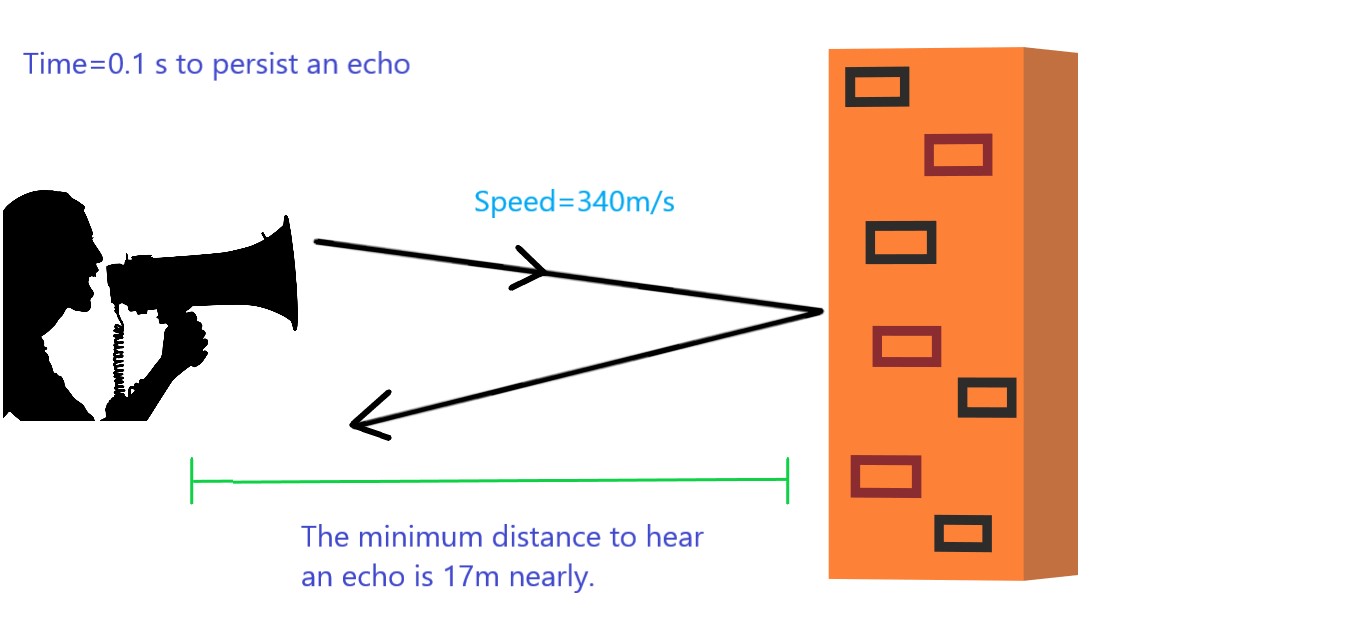 Time=0.1 s to persist an echo
Speed=340m/s
The minimum distance to hear
an echo is 17m nearly.